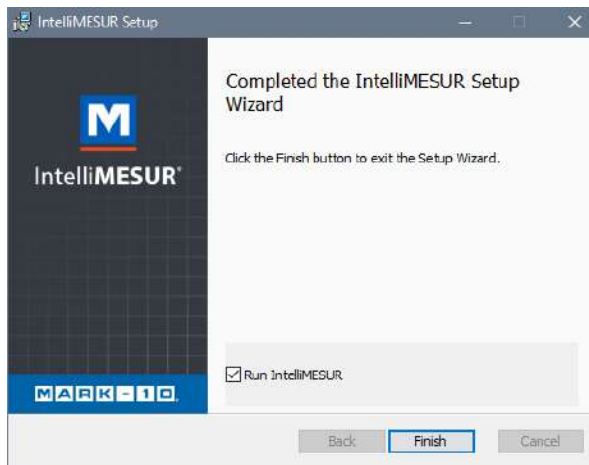 IntelliMESUR Setup
Completed the IntelliMESUR Setup
Wizard
Click the Finish button to exit the Setup Wizard.
M
IntelliMESUR®
Run IntelliMESUR
MARK-10
Back
Finish
Cancel